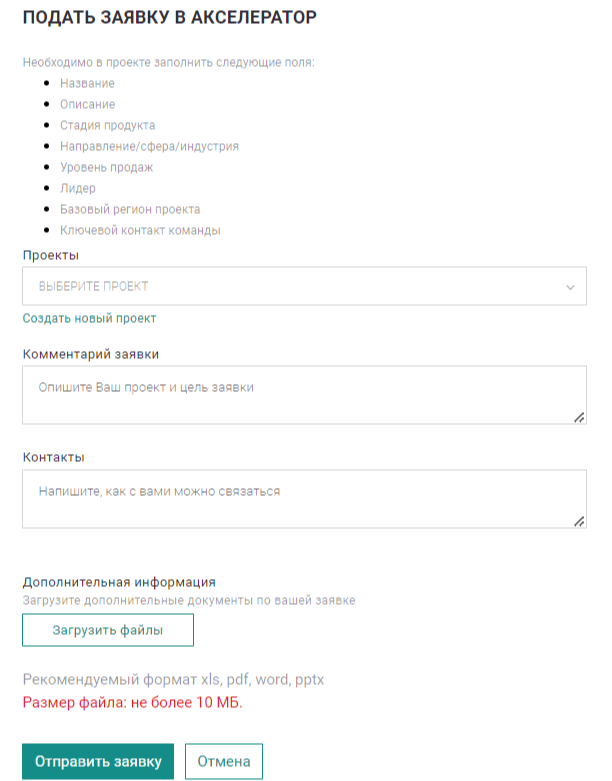 ПОДАТЬ ЗАЯВКУ В АКСЕЛЕРАТОР
Необходимо в проекте заполнить следующие поля:
Название
Описание
Стадия продукта
Направление/сфера/индустрия
Уровень продаж
Лидер
Базовый регион проекта
Ключевой контакт команды
Проекты
ВЫБЕРИТЕ ПРОЕКТ
Создать новый проект
Комментарий заявки
Опишите Ваш проект и цель заявки
Контакты
Напишите, как с вами можно связаться
Дополнительная информация
Загрузите дополнительные документы по вашей заявке
Загрузить файлы
Рекомендуемый формат xls, pdf, word, pptx
Размер файла: не более 10 МБ.
Отправить заявку Отмена